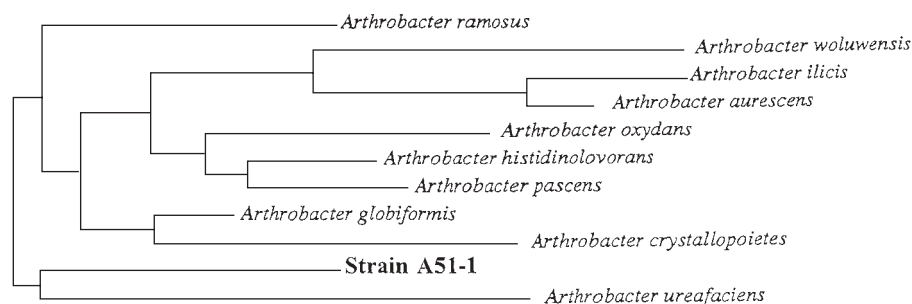 Arthrobacter ramosus
Arthrobacter woluwensis
Arthrobacter ilicis
Arthrobacter aurescens
Arthrobacter oxydans
Arthrobacter histidinolovorans
Arthrobacter pascens
Arthrobacter globiformis
Arthrobacter crystallopoietes
Strain A51-1
Arthrobacter ureafaciens